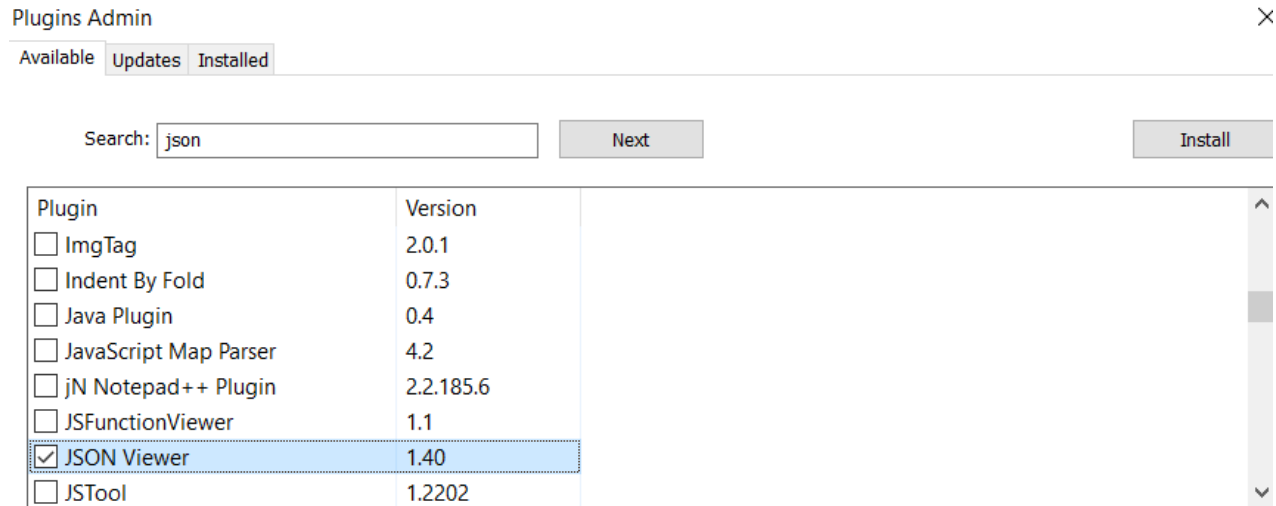 Plugins Admin
Available Updates Installed
Search: json Next Install
Plugin Version
ImgTag 2.0.1
Indent By Fold 0.7.3
Java Plugin 0.4
JavaScript Map Parser 4.2
jN Notepad++ Plugin 2.2.185.6
JSFunctionViewer 1.1
JSON Viewer 1.40
JSTool 1.2202